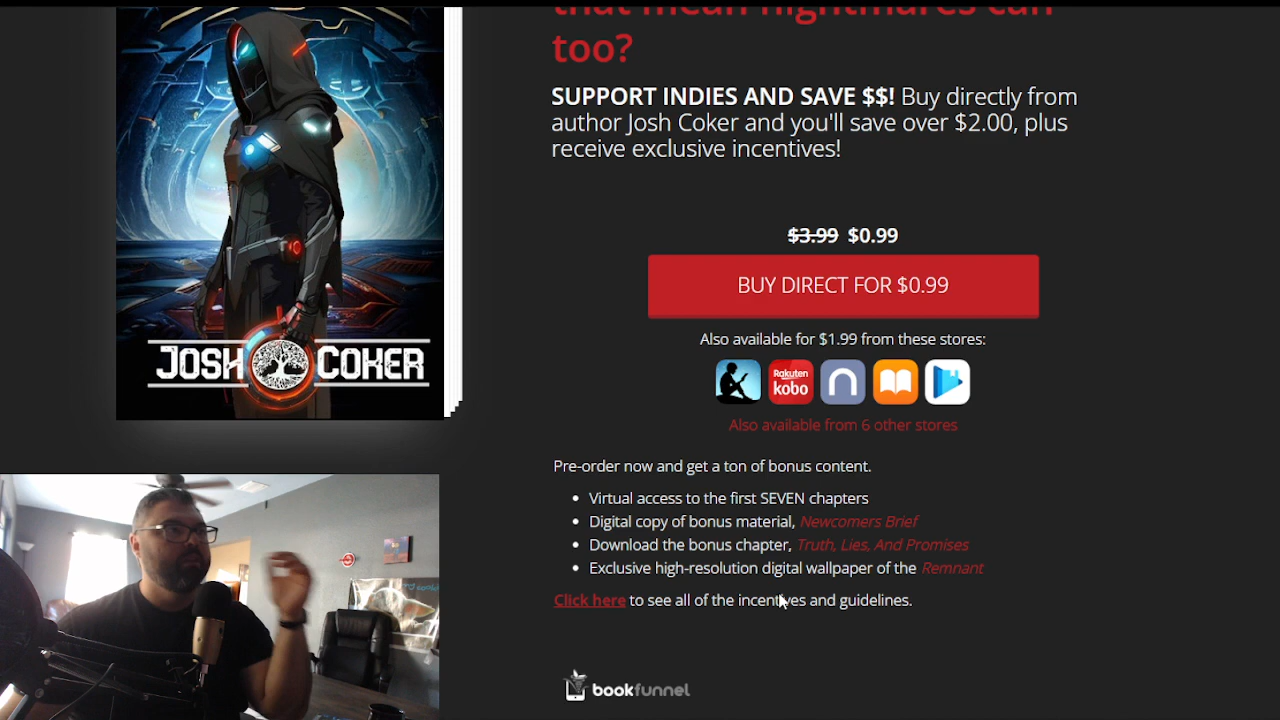 that mean nightmares can
too?
SUPPORT INDIES AND SAVE $$! Buy directly from
author Josh Coker and you'll save over $2.00, plus
receive exclusive incentives!
$3.99 $0.99
BUY DIRECT FOR $0.99
Also available for $1.99 from these stores:
Rakuten
kobo
Also available from 6 other stores
JOSH COKER
Pre-order now and get a ton of bonus content.
Virtual access to the first SEVEN chapters
Digital copy of bonus material, Newcomers Brief
Download the bonus chapter, Truth, Lies, And Promises
Exclusive high-resolution digital wallpaper of the Remnant
Click here to see all of the incentives and guidelines.
bookfunnel